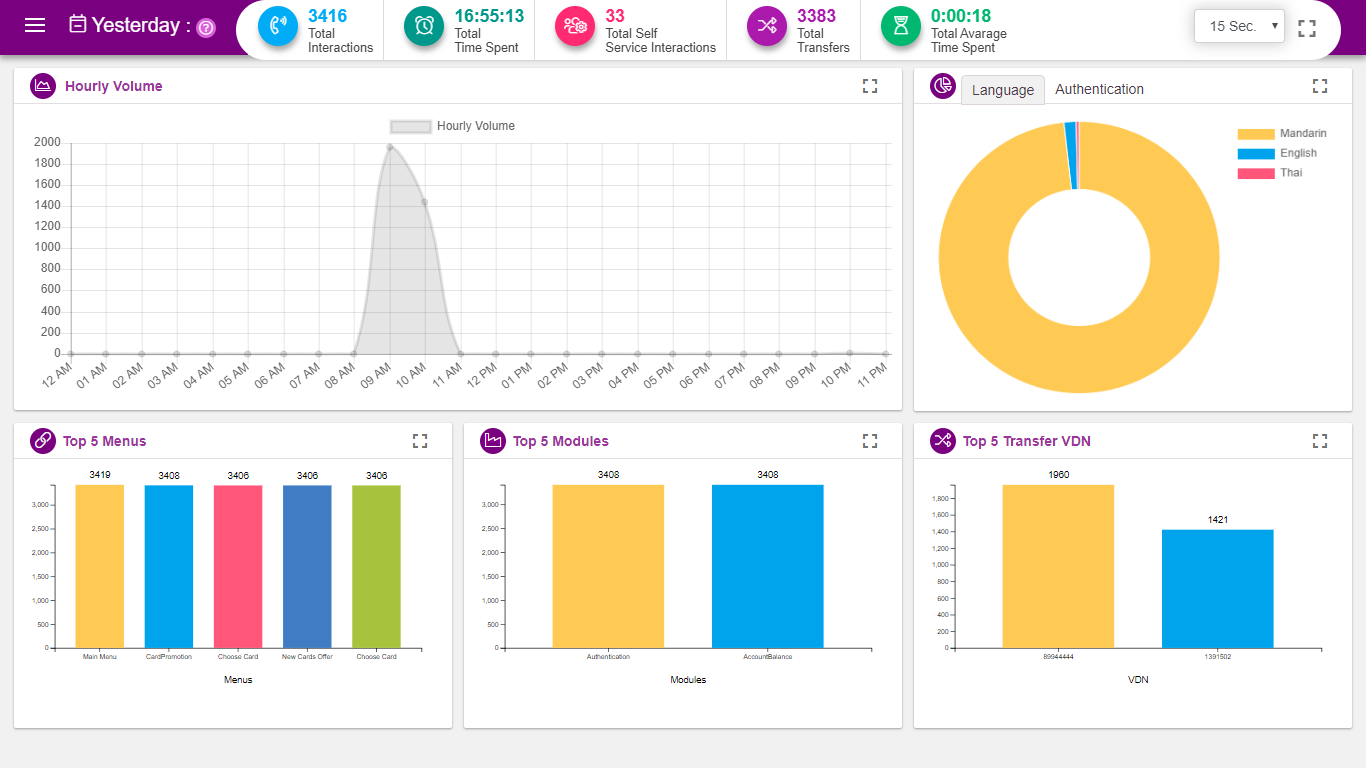 Yesterday :
3416
Total
Interactions
16:55:13
Total
Time Spent
33
Total Self
Service Interactions
3383
Total
Transfers
0:00:18
Total Avarage
Time Spent
15 Sec.
Hourly Volume
Hourly Volume
2000
1800
1600
1400
1200
1000
800
600
400
200
0
12 AM
01 AM
02 AM
03 AM
04 AM
05 AM
06 AM
07 AM
08 AM
09 AM
10 AM
11 AM
12 PM
01 PM
02 PM
03 PM
04 PM
05 PM
06 PM
07 PM
08 PM
09 PM
10 PM
11 PM
Language
Authentication
Mandarin
English
Thai
Top 5 Menus
3419
3408
3406
3406
3406
3,000
2,500
2,000
1,500
1,000
500
0
Main Menu
CardPromotion
Choose Card
New Cards Offer
Choose Card
Menus
Top 5 Modules
3408
3408
3,000
2,500
2,000
1,500
1,000
500
0
Authentication
AccountBalance
Modules
Top 5 Transfer VDN
1960
1421
1,800
1,600
1,400
1,200
1,000
800
600
400
200
0
89944444
1391502
VDN